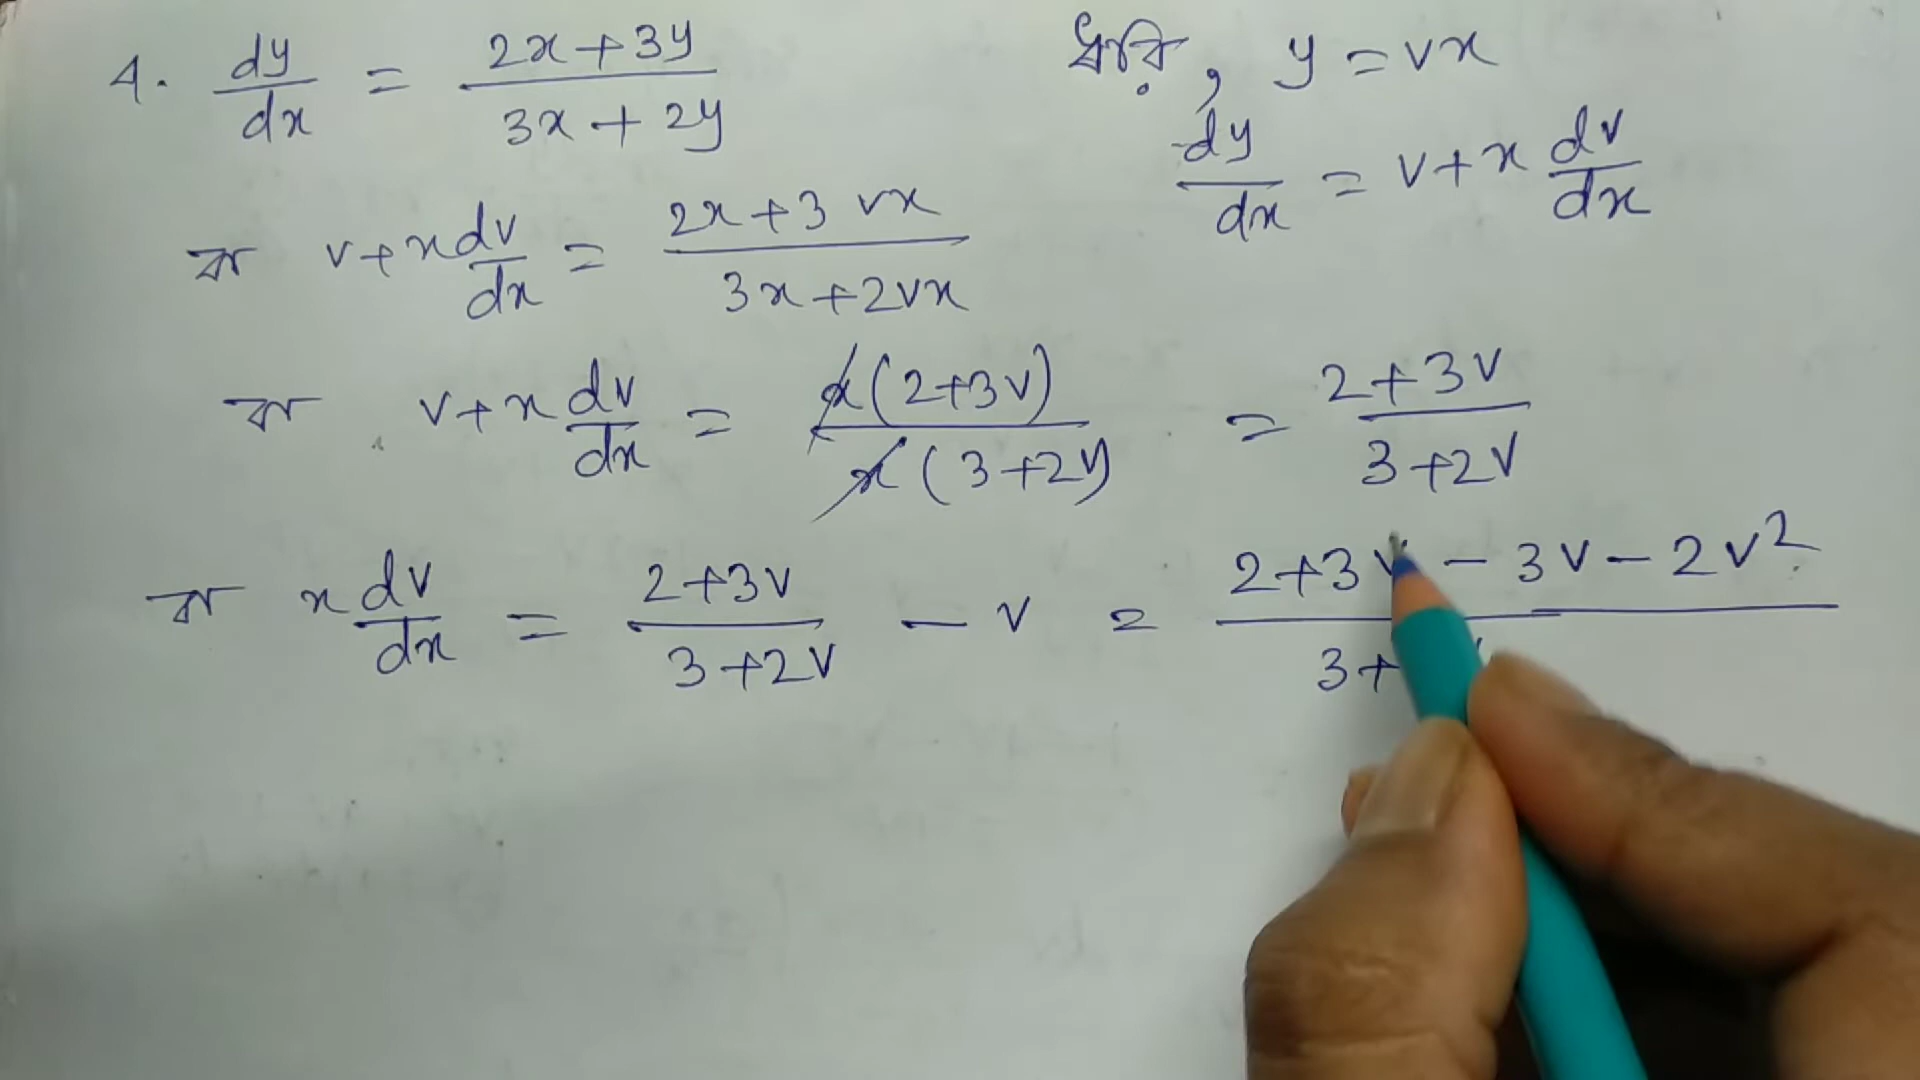 4. dy/dx = (2x+3y)/(3x+2y)
ধরি, y = vx
dy/dx = v+x dv/dx
বা v+x dv/dx = (2x+3vx)/(3x+2vx)
বা v+x dv/dx = x(2+3v)/x(3+2v) = (2+3v)/(3+2v)
বা x dv/dx = (2+3v)/(3+2v) - v = (2+3v-3v-2v²)/(3+